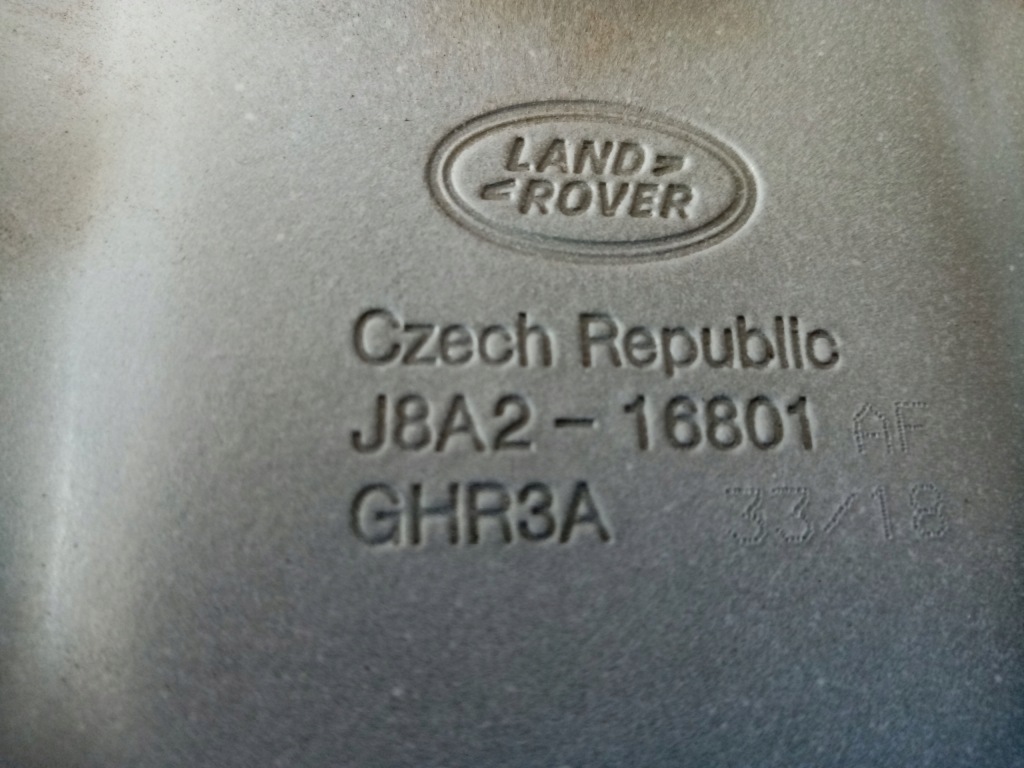 LAND
ROVER
Czech Republic
J8A2 - 16801 AF
GHR3A 33/18